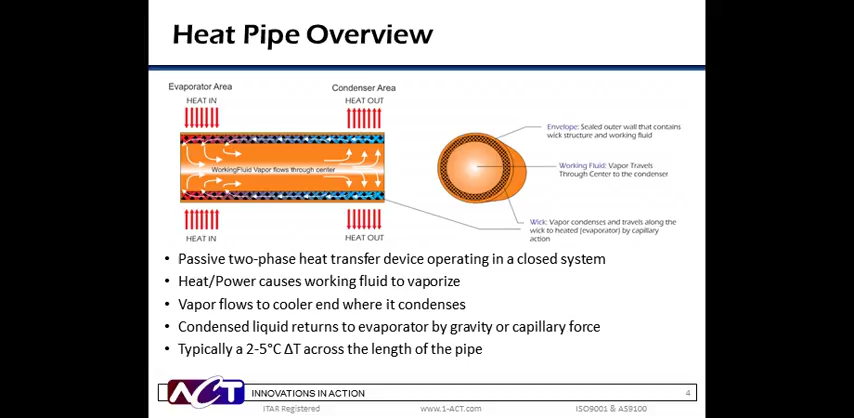 Heat Pipe Overview
Evaporator Area
Condenser Area
HEAT IN
HEAT OUT
WorkingFluid Vapor flows through center
HEAT IN
HEAT OUT
Envelope: Sealed outer wall that contains
wick structure and working fluid
Working Fluid: Vapor Travels
Through Center to the condenser
Wick: Vapor condenses and travels along the
wick to heated (evaporator) by capillary
action
• Passive two-phase heat transfer device operating in a closed system
• Heat/Power causes working fluid to vaporize
• Vapor flows to cooler end where it condenses
• Condensed liquid returns to evaporator by gravity or capillary force
• Typically a 2-5°C ΔT across the length of the pipe
ACT
INNOVATIONS IN ACTION
4
ITAR Registered
www.1-ACT.com
ISO9001 & AS9100